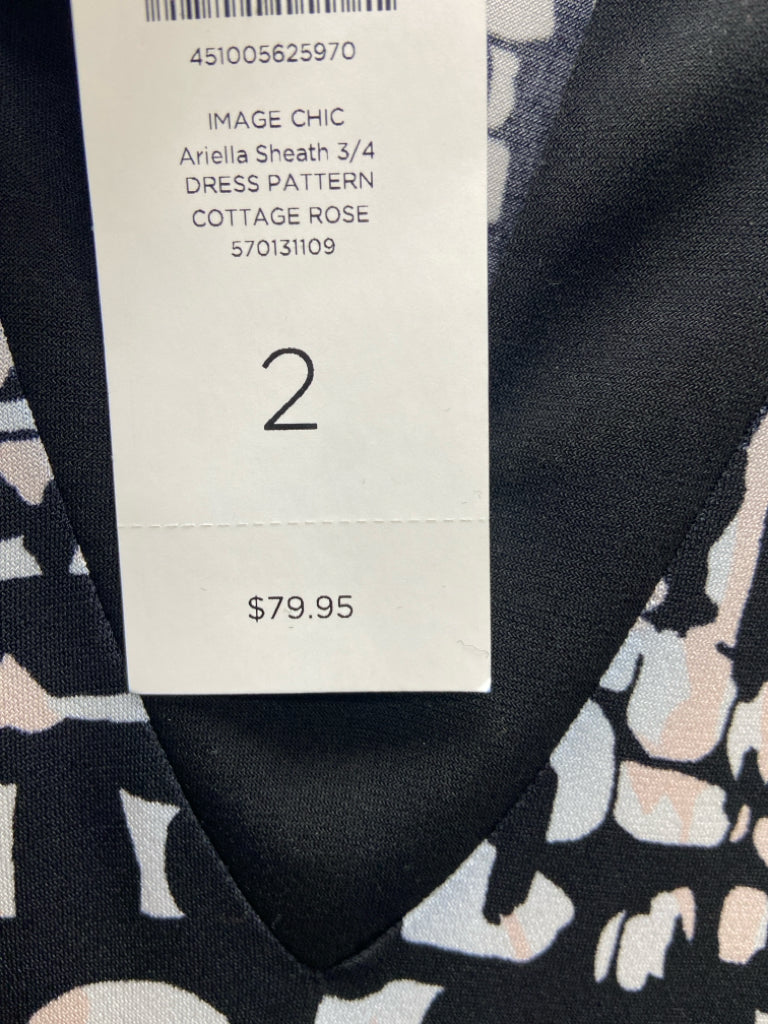 451005625970
IMAGE CHIC
Ariella Sheath 3/4
DRESS PATTERN
COTTAGE ROSE
570131109
2
$79.95